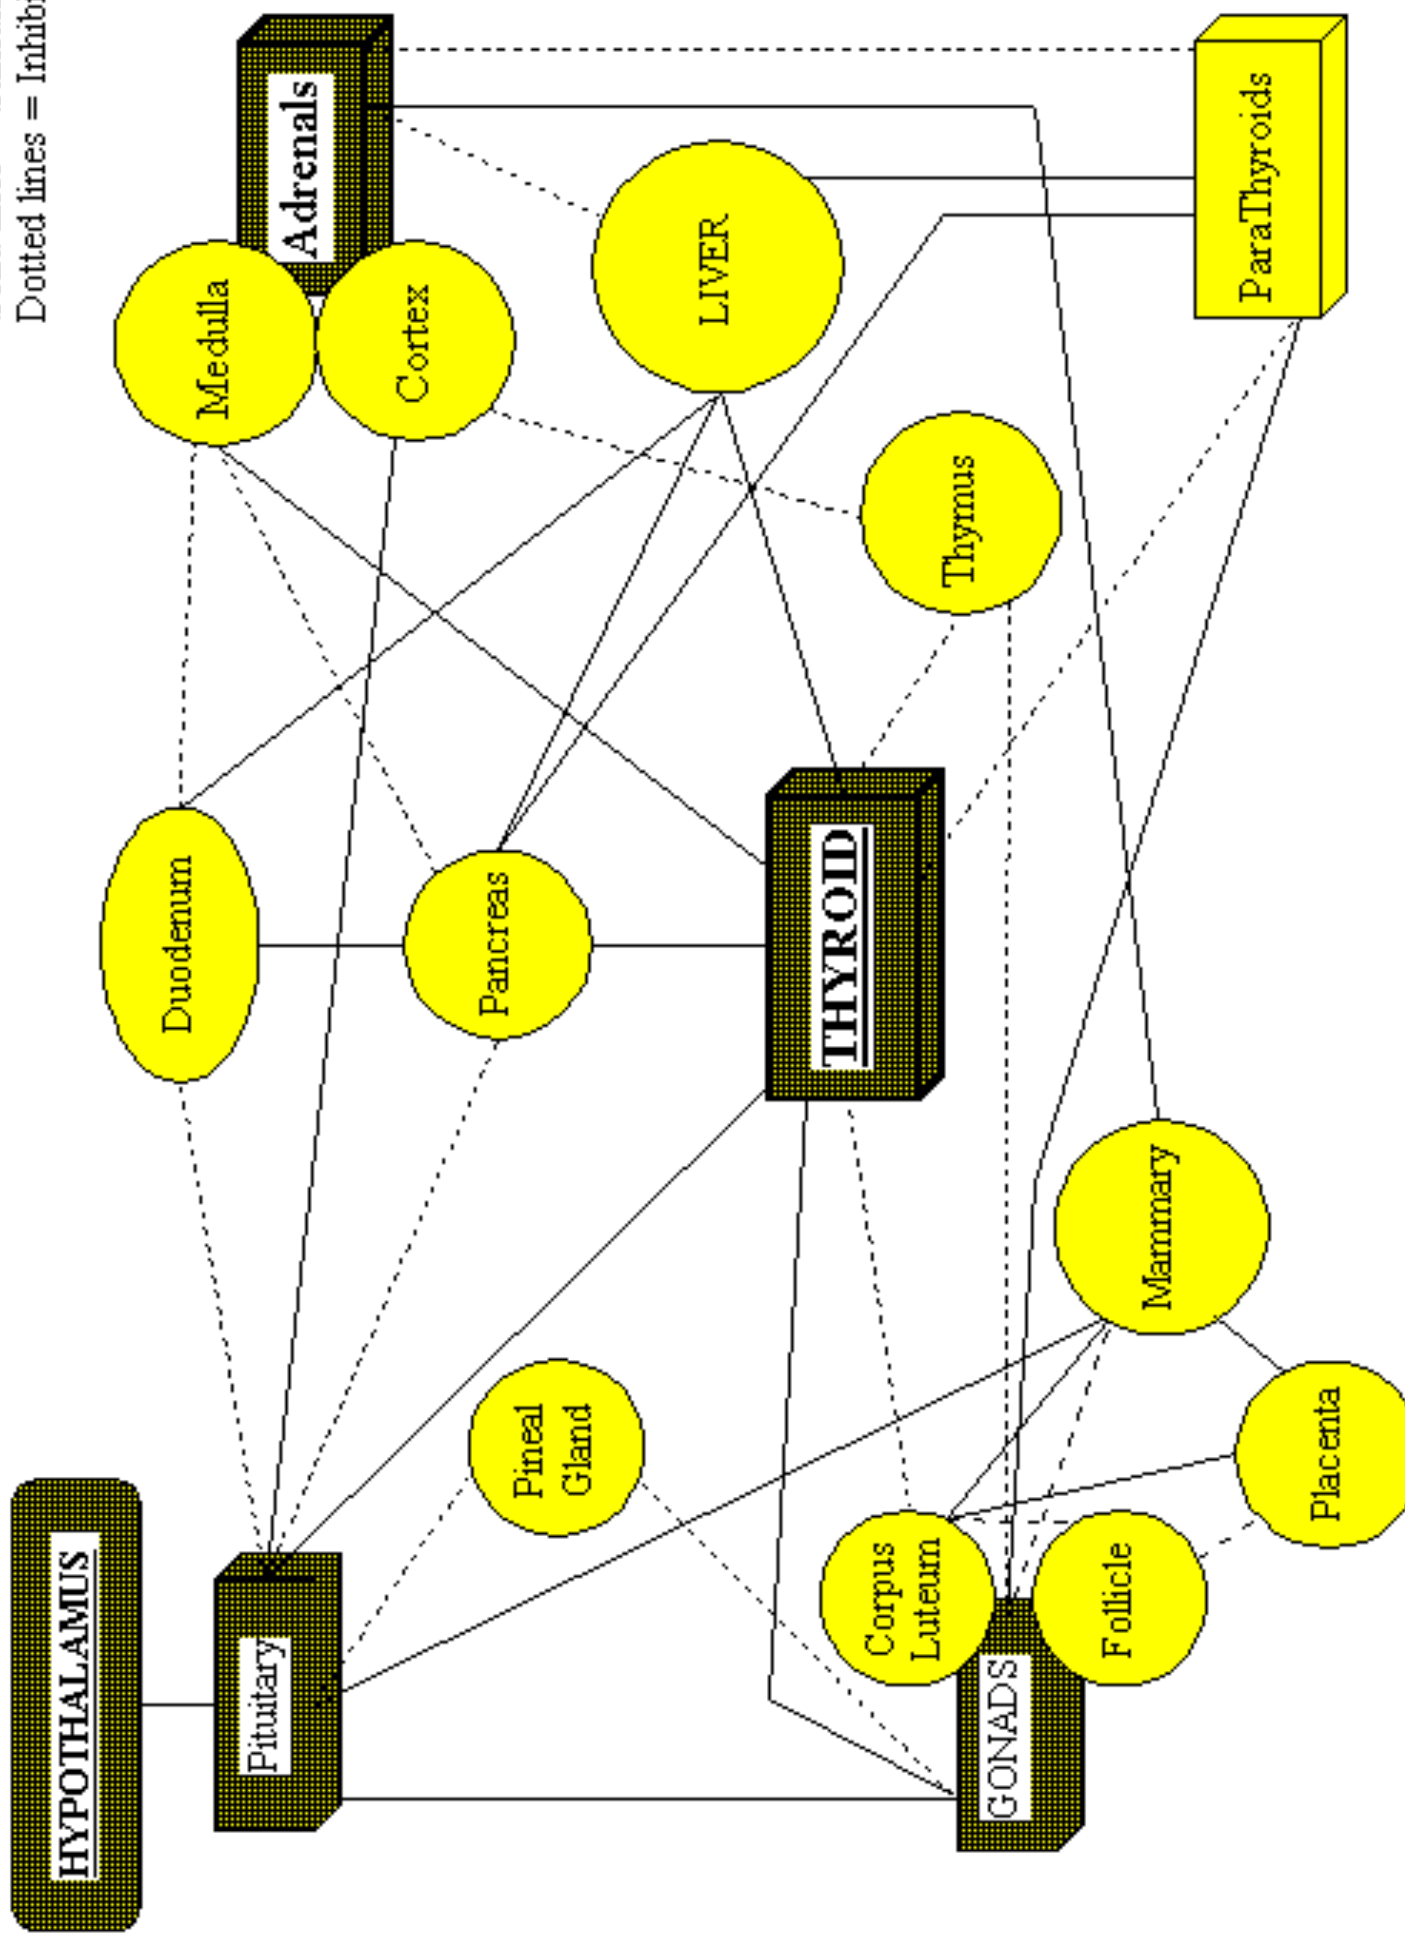 Dotted lines = Inhibi
HYPOTHALAMUS
Pituitary
Duodenum
Medulla
Adrenals
Cortex
Pancreas
Pineal
Gland
LIVER
THYROID
Thymus
Corpus
Luteum
GONADS
Follicle
Mammary
Placenta
ParaThyroids